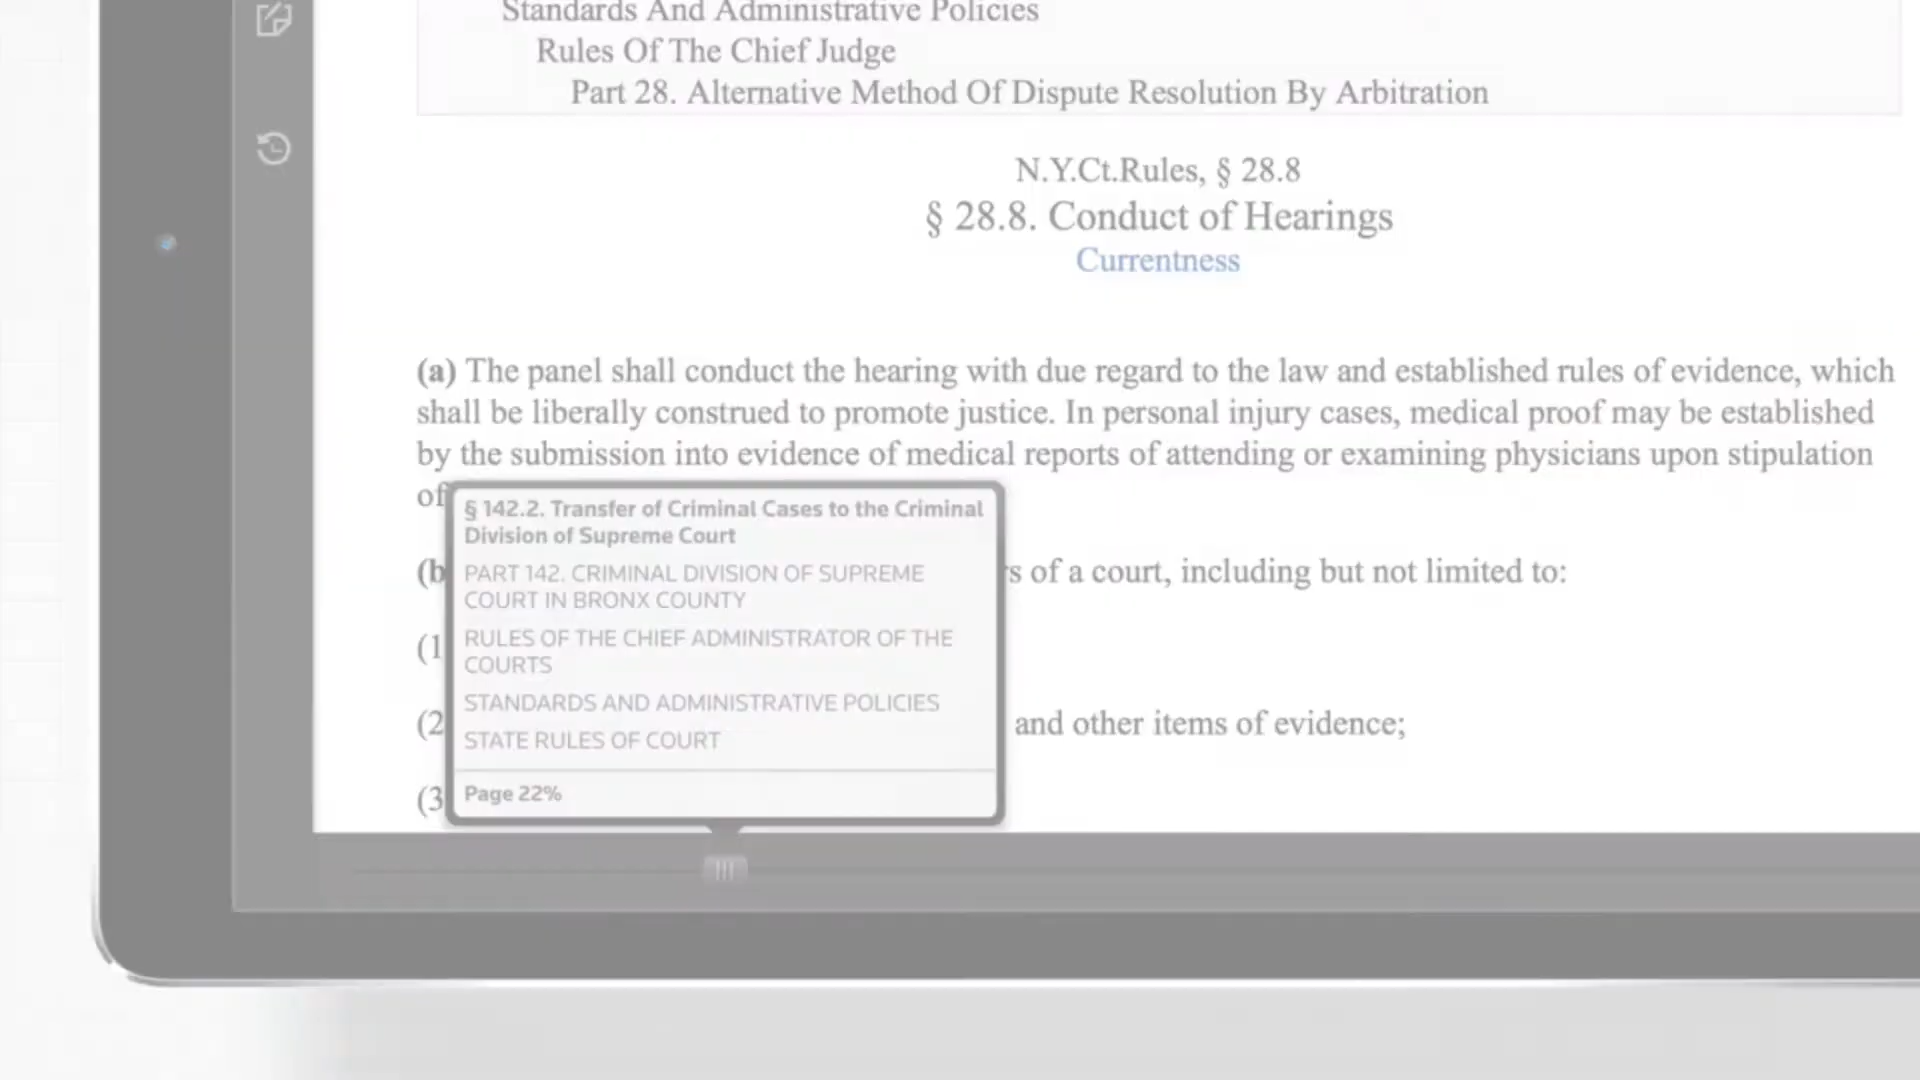 Standards And Administrative Policies
Rules Of The Chief Judge
Part 28. Alternative Method Of Dispute Resolution By Arbitration
N.Y.Ct.Rules, § 28.8
§ 28.8. Conduct of Hearings
Currentness
(a) The panel shall conduct the hearing with due regard to the law and established rules of evidence, which
shall be liberally construed to promote justice. In personal injury cases, medical proof may be established
by the submission into evidence of medical reports of attending or examining physicians upon stipulation
of
§ 142.2. Transfer of Criminal Cases to the Criminal
Division of Supreme Court
PART 142. CRIMINAL DIVISION OF SUPREME
COURT IN BRONX COUNTY
RULES OF THE CHIEF ADMINISTRATOR OF THE
COURTS
STANDARDS AND ADMINISTRATIVE POLICIES
STATE RULES OF COURT
Page 22%
(b
s of a court, including but not limited to:
(1
(2
and other items of evidence;
(3